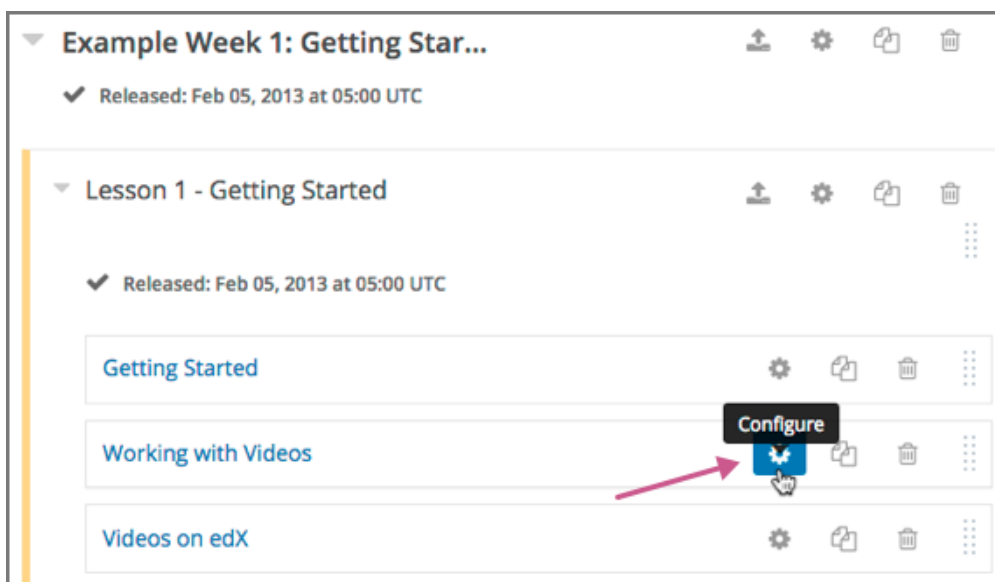 Example Week 1: Getting Star...
Released: Feb 05, 2013 at 05:00 UTC
Lesson 1 - Getting Started
Released: Feb 05, 2013 at 05:00 UTC
Getting Started
Configure
Working with Videos
Videos on edX